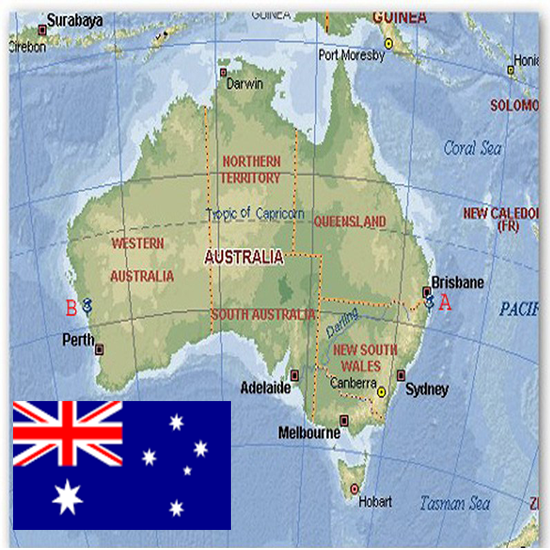 GUINEA
GUINEA
Surabaya
Cirebon
Port Moresby
Honia
Darwin
SOLOMO
Coral Sea
NORTHERN
TERRITORY
Tropic of Capricorn
QUEENSLAND
NEW CALEDO
(FR)
WESTERN
AUSTRALIA
AUSTRALIA
Brisbane
B
A
SOUTH AUSTRALIA
PACIF
Darling
Perth
NEW SOUTH
WALES
Canberra
Adelaide
Sydney
Melbourne
Hobart
Tasman Sea